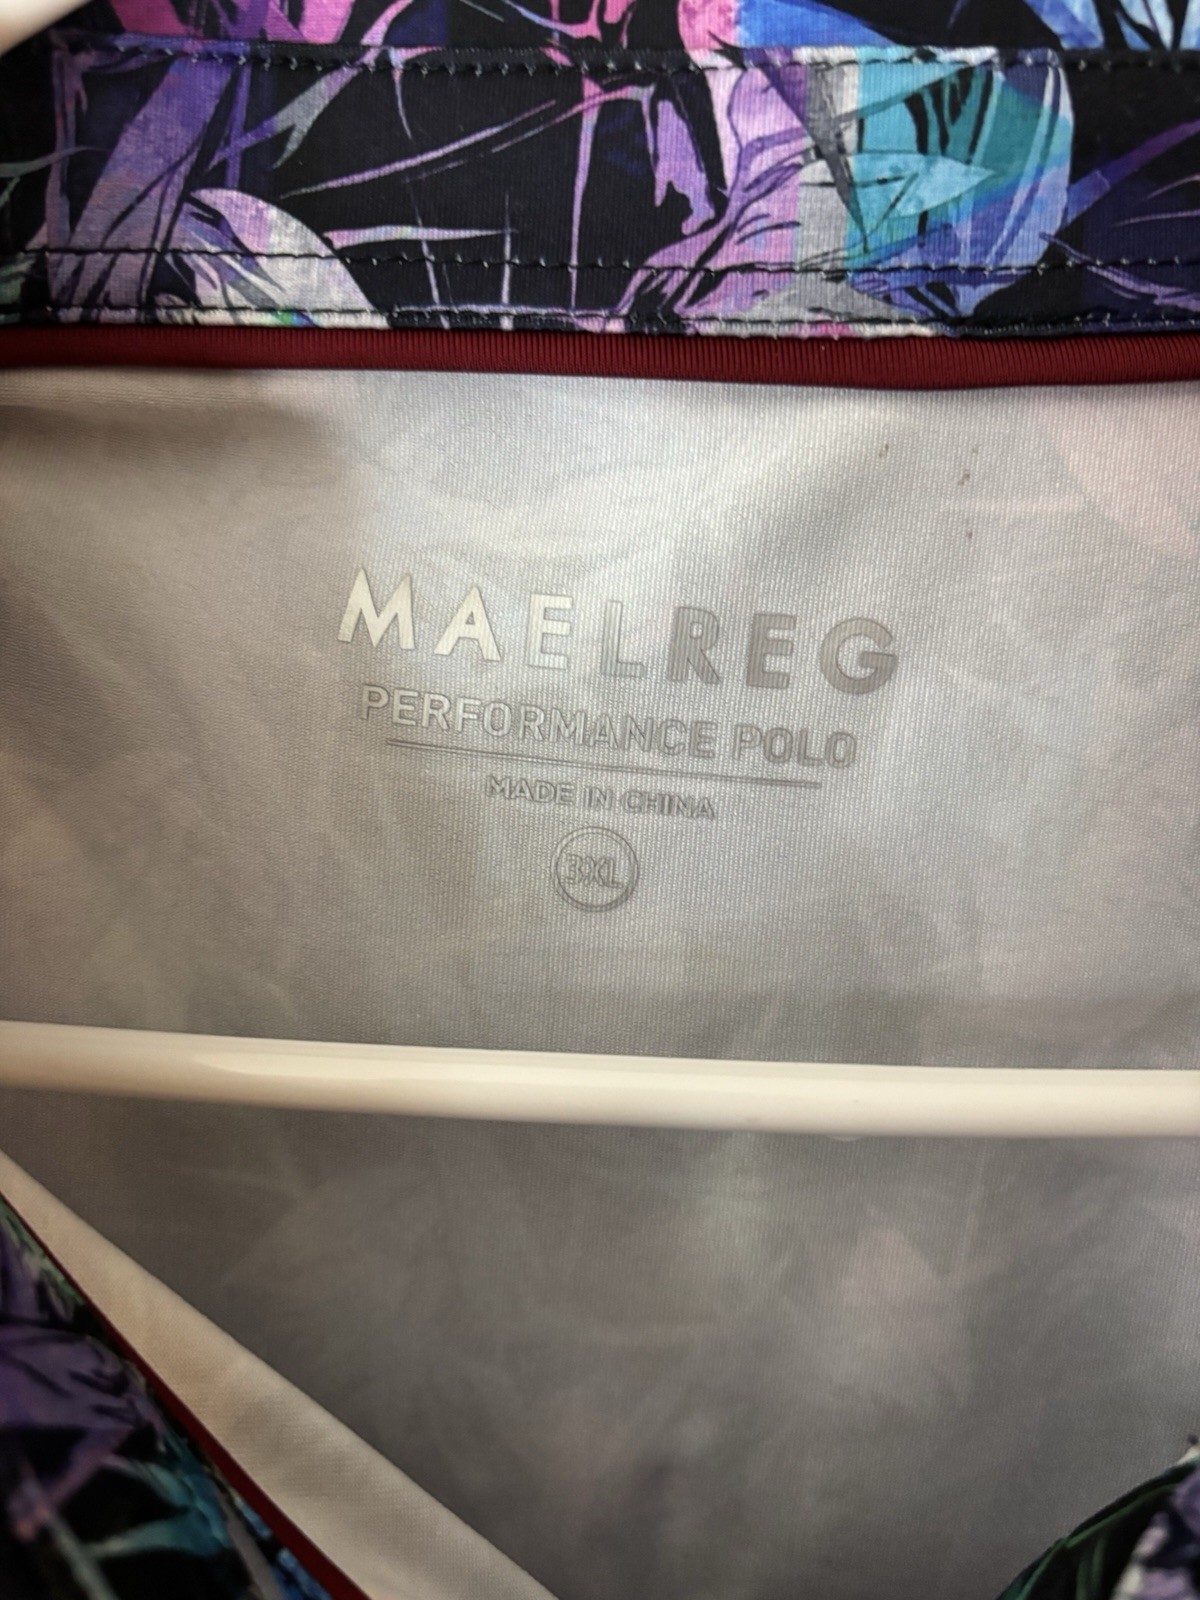 MAELREG
PERFORMANCE POLO
MADE IN CHINA
3XL